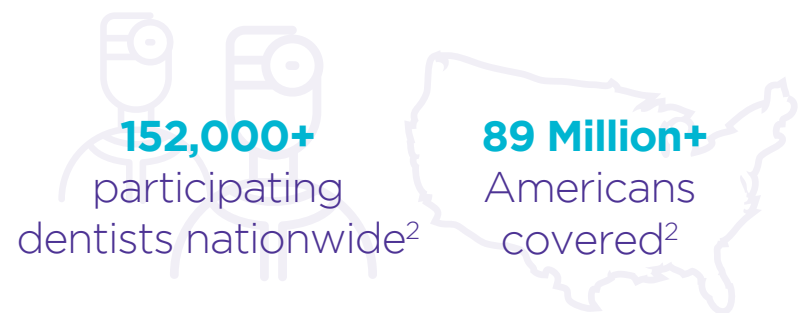 152,000+
participating
dentists nationwide²
89 Million+
Americans
covered²